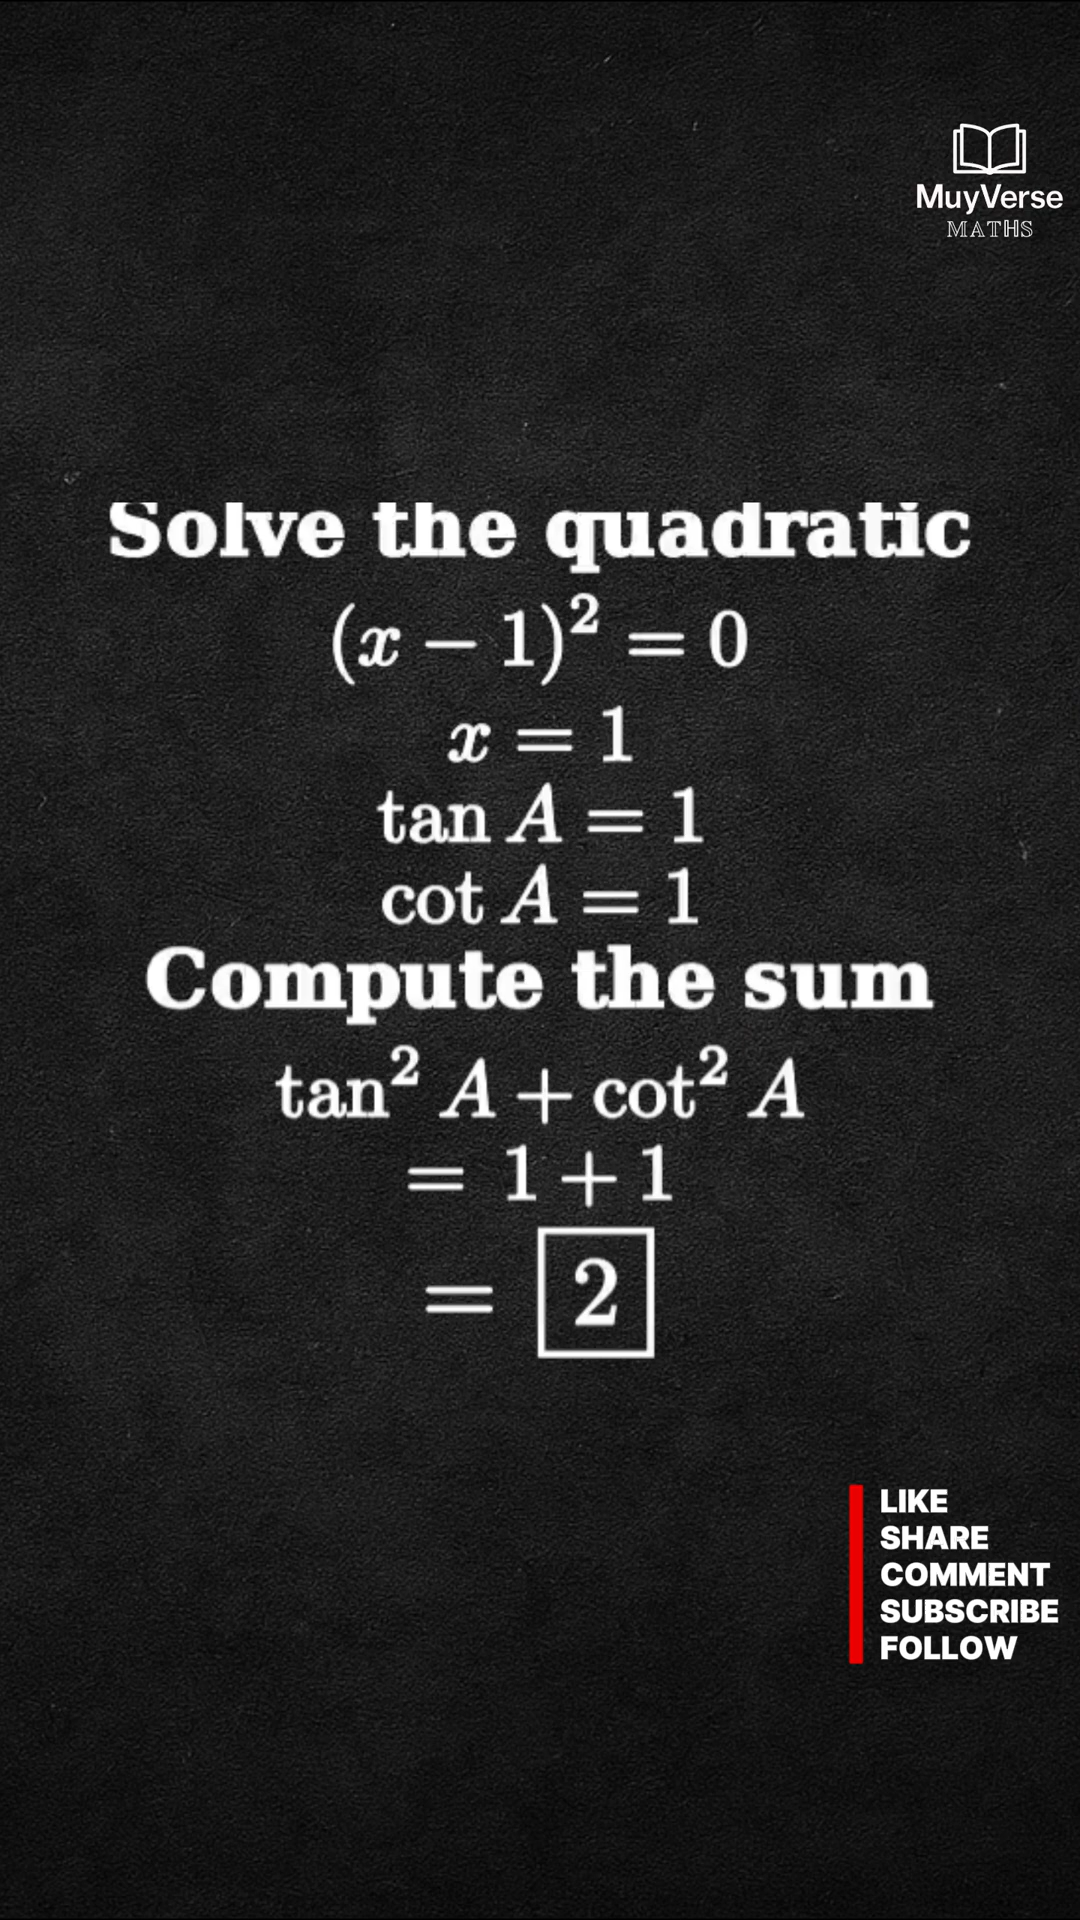 MuyVerse
MATHS
Solve the quadratic
(x − 1)² = 0
x = 1
tan A = 1
cot A = 1
Compute the sum
tan² A + cot² A
= 1 + 1
= 2
LIKE
SHARE
COMMENT
SUBSCRIBE
FOLLOW